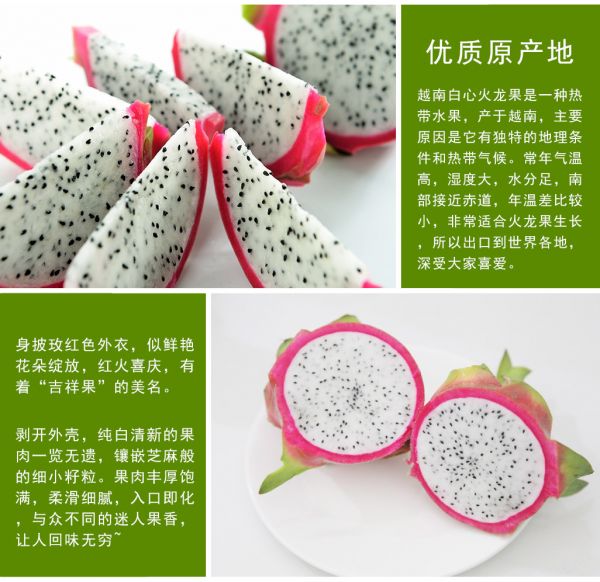 优质原产地
越南白心火龙果是一种热
带水果，产于越南，主要
原因是它有独特的地理条
件和热带气候。常年气温
高，湿度大，水分足，南
部接近赤道，年温差比较
小，非常适合火龙果生长
，所以出口到世界各地，
深受大家喜爱。
身披玫红色外衣，似鲜艳
花朵绽放，红火喜庆，有
着“吉祥果”的美名。
剥开外壳，纯白清新的果
肉一览无遗，镶嵌芝麻般
的细小籽粒。果肉丰厚饱
满，柔滑细腻，入口即化
，与众不同的迷人果香，
让人回味无穷~